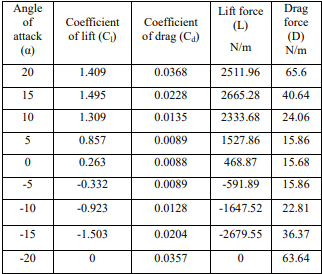 Angle of attack (α) Coefficient of lift (Cl) Coefficient of drag (Cd) Lift force (L) N/m Drag force (D) N/m
20 1.409 0.0368 2511.96 65.6
15 1.495 0.0228 2665.28 40.64
10 1.309 0.0135 2333.68 24.06
5 0.857 0.0089 1527.86 15.86
0 0.263 0.0088 468.87 15.68
-5 -0.332 0.0089 -591.89 15.86
-10 -0.923 0.0128 -1647.52 22.81
-15 -1.503 0.0204 -2679.55 36.37
-20 0 0.0357 0 63.64